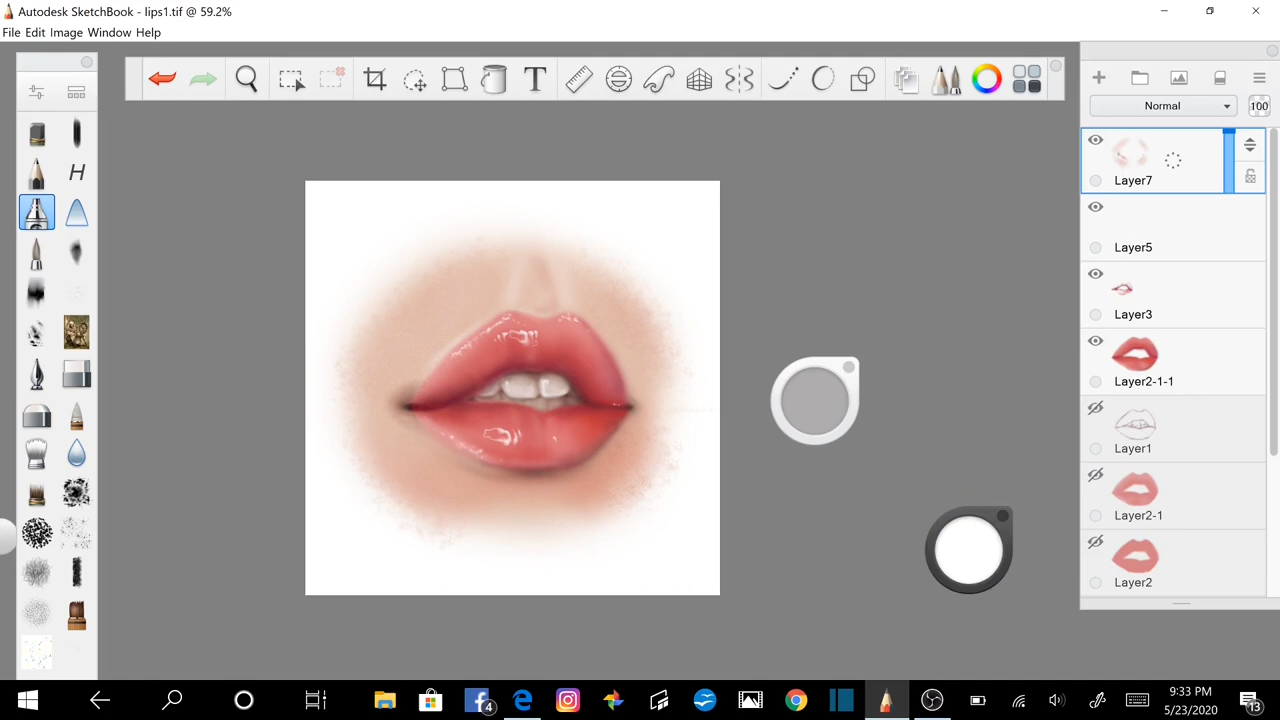 Autodesk SketchBook - lips1.tif @ 59.2%
File Edit Image Window Help
T
H
Normal
100
Layer7
Layer5
Layer3
Layer2-1-1
Layer1
Layer2-1
Layer2
4
9:33 PM
5/23/2020
13